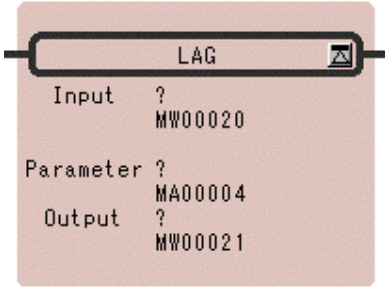 LAG
Input ?
MW00020
Parameter ?
MA00004
Output ?
MW00021